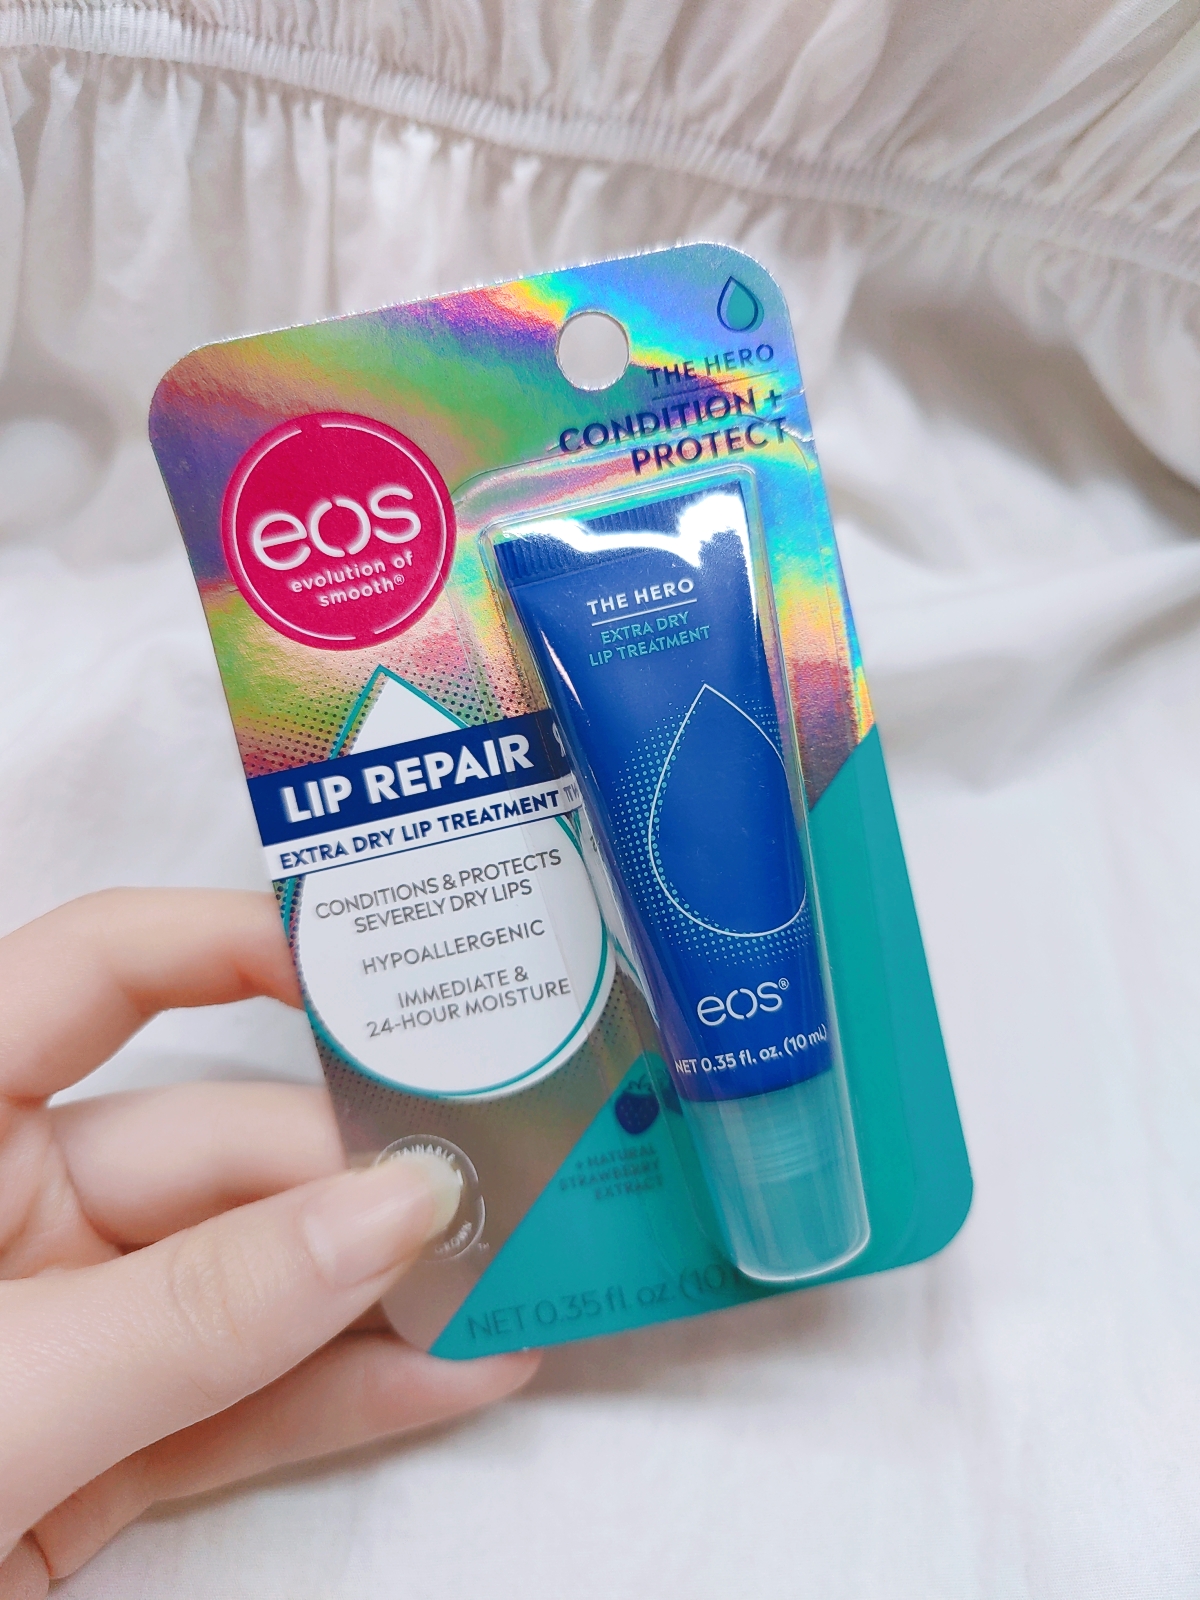 THE HERO
CONDITION +
PROTECT
eos
evolution of
smooth®
THE HERO
EXTRA DRY
LIP TREATMENT
LIP REPAIR
EXTRA DRY LIP TREATMENT
CONDITIONS & PROTECTS
SEVERELY DRY LIPS
HYPOALLERGENIC
IMMEDIATE &
24-HOUR MOISTURE
eos®
NET 0.35 fl. oz. (10 mL)
+ NATURAL
STRAWBERRY
EXTRACT
NET 0.35 fl. oz. (10